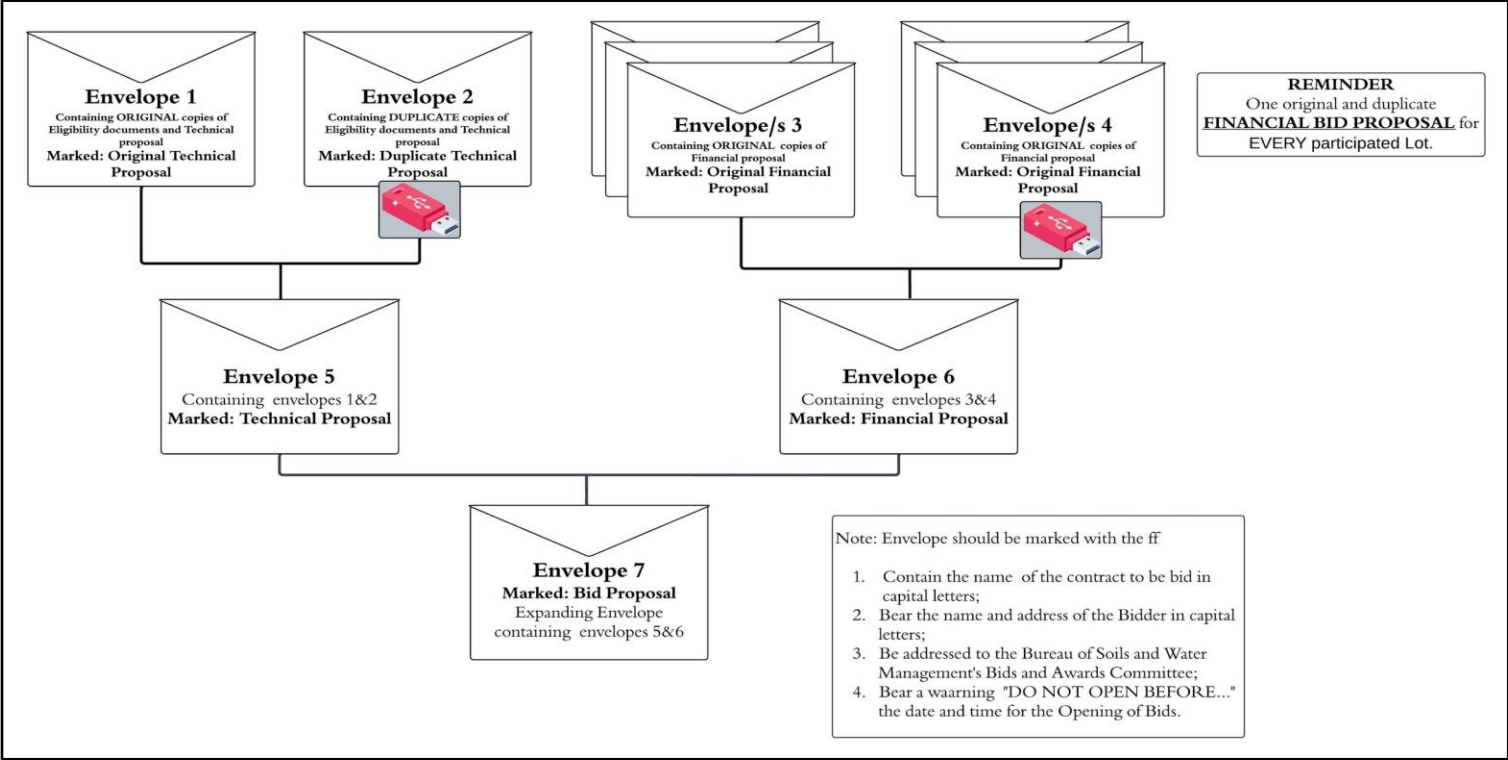 Envelope 1
Containing ORIGINAL copies of
Eligibility documents and Technical
proposal
Marked: Original Technical
Proposal
Envelope 2
Containing DUPLICATE copies of
Eligibility documents and Technical
proposal
Marked: Duplicate Technical
Proposal
Envelope/s 3
Containing ORIGINAL copies of
Financial proposal
Marked: Original Financial
Proposal
Envelope/s 4
Containing ORIGINAL copies of
Financial proposal
Marked: Original Financial
Proposal
REMINDER
One original and duplicate
FINANCIAL BID PROPOSAL for
EVERY participated Lot.
Envelope 5
Containing envelopes 1&2
Marked: Technical Proposal
Envelope 6
Containing envelopes 3&4
Marked: Financial Proposal
Envelope 7
Marked: Bid Proposal
Expanding Envelope
containing envelopes 5&6
Note: Envelope should be marked with the ff
1. Contain the name of the contract to be bid in
capital letters;
2. Bear the name and address of the Bidder in capital
letters;
3. Be addressed to the Bureau of Soils and Water
Management's Bids and Awards Committee;
4. Bear a waarning "DO NOT OPEN BEFORE..."
the date and time for the Opening of Bids.